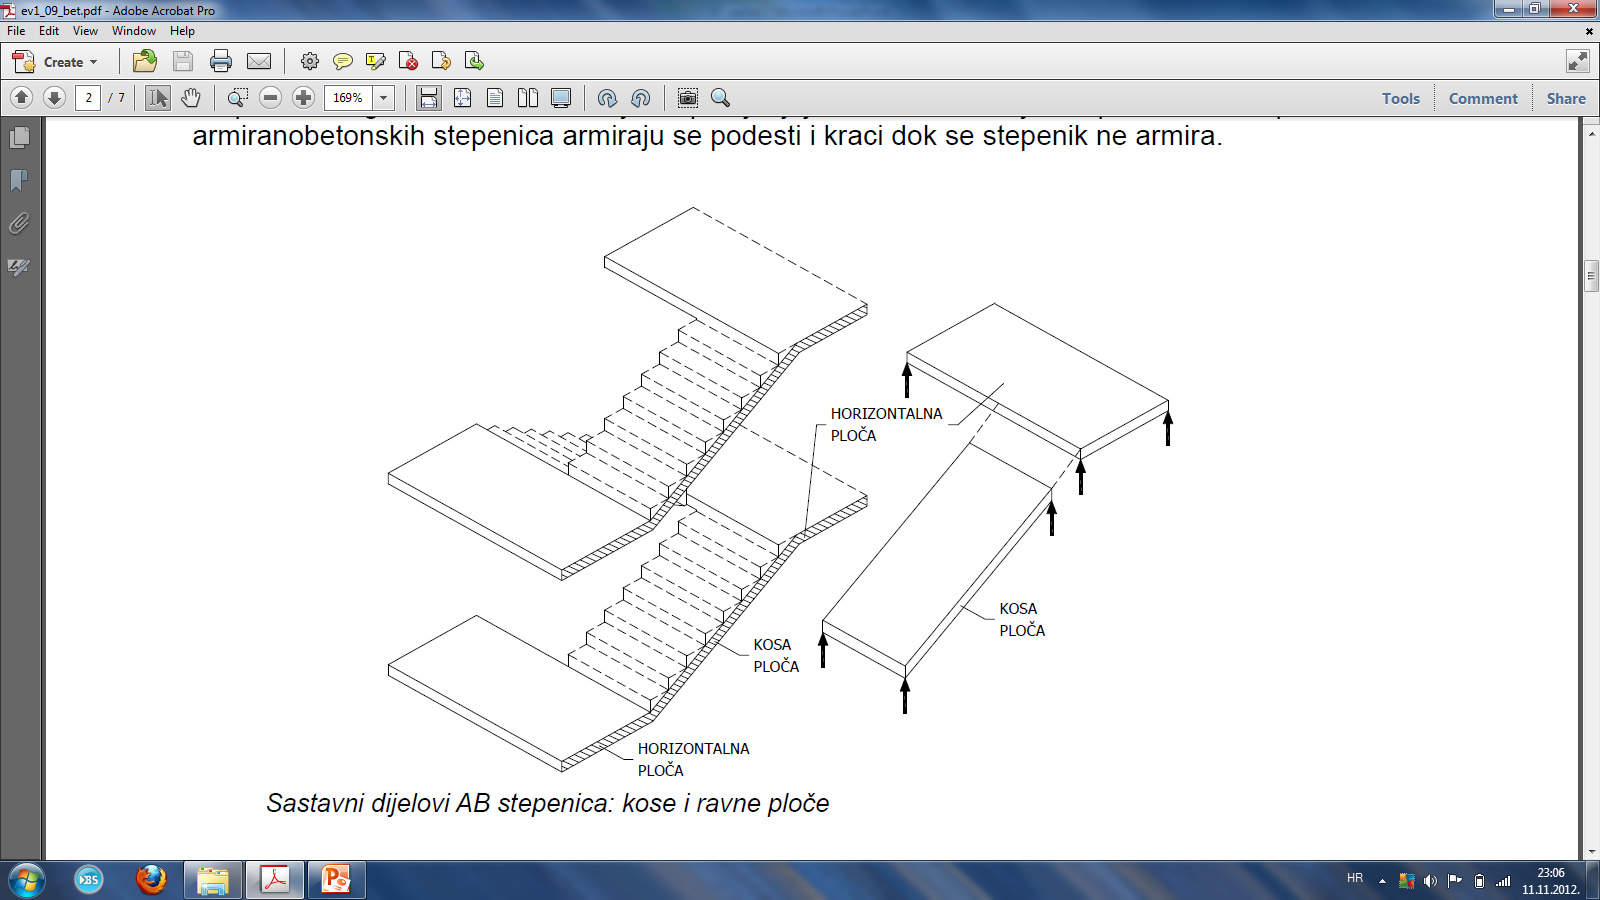 ev1_09_bet.pdf - Adobe Acrobat Pro
File Edit View Window Help
Create
2 / 7
169%
Tools Comment Share
armiranobetonskih stepenica armiraju se podesti i kraci dok se stepenik ne armira.
HORIZONTALNA
PLOČA
KOSA
PLOČA
KOSA
PLOČA
HORIZONTALNA
PLOČA
Sastavni dijelovi AB stepenica: kose i ravne ploče
HR
23:06
11.11.2012.